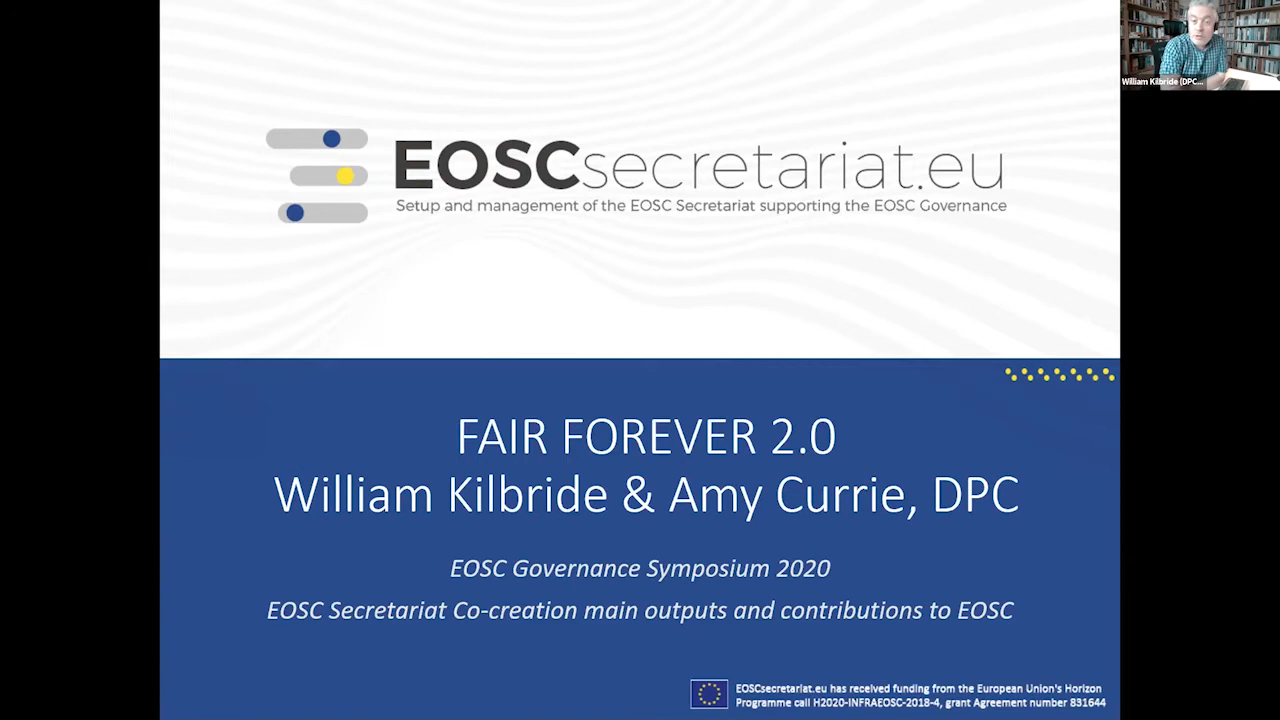 William Kilbride (DPC...
EOSCsecretariat.eu
Setup and management of the EOSC Secretariat supporting the EOSC Governance
FAIR FOREVER 2.0
William Kilbride & Amy Currie, DPC
EOSC Governance Symposium 2020
EOSC Secretariat Co-creation main outputs and contributions to EOSC
EOSCsecretariat.eu has received funding from the European Union's Horizon
Programme call H2020-INFRAEOSC-2018-4, grant Agreement number 831644